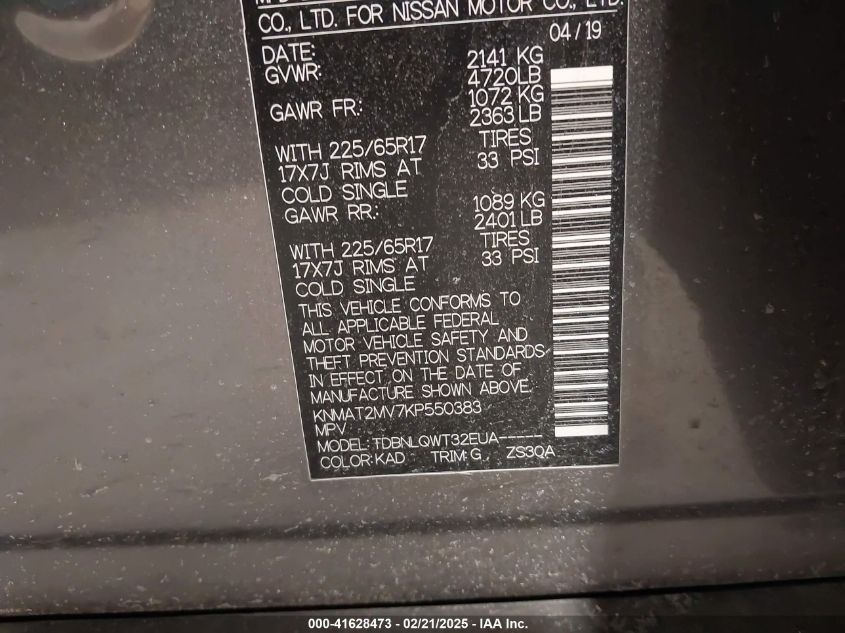 CO., LTD. FOR NISSAN MOTOR CO., LTD.
04/19
DATE:
GVWR: 2141 KG
4720LB
GAWR FR: 1072 KG
2363LB
WITH 225/65R17 TIRES
17X7J RIMS AT 33 PSI
COLD SINGLE
GAWR RR: 1089 KG
2401LB
WITH 225/65R17 TIRES
17X7J RIMS AT 33 PSI
COLD SINGLE
THIS VEHICLE CONFORMS TO
ALL APPLICABLE FEDERAL
MOTOR VEHICLE SAFETY AND
THEFT PREVENTION STANDARDS
IN EFFECT ON THE DATE OF
MANUFACTURE SHOWN ABOVE.
KNMAT2MV7KP550383
MPV
MODEL: TDBNLQWT32EUA-----
COLOR:KAD TRIM:G ZS3QA
000-41628473 - 02/21/2025 - IAA Inc.